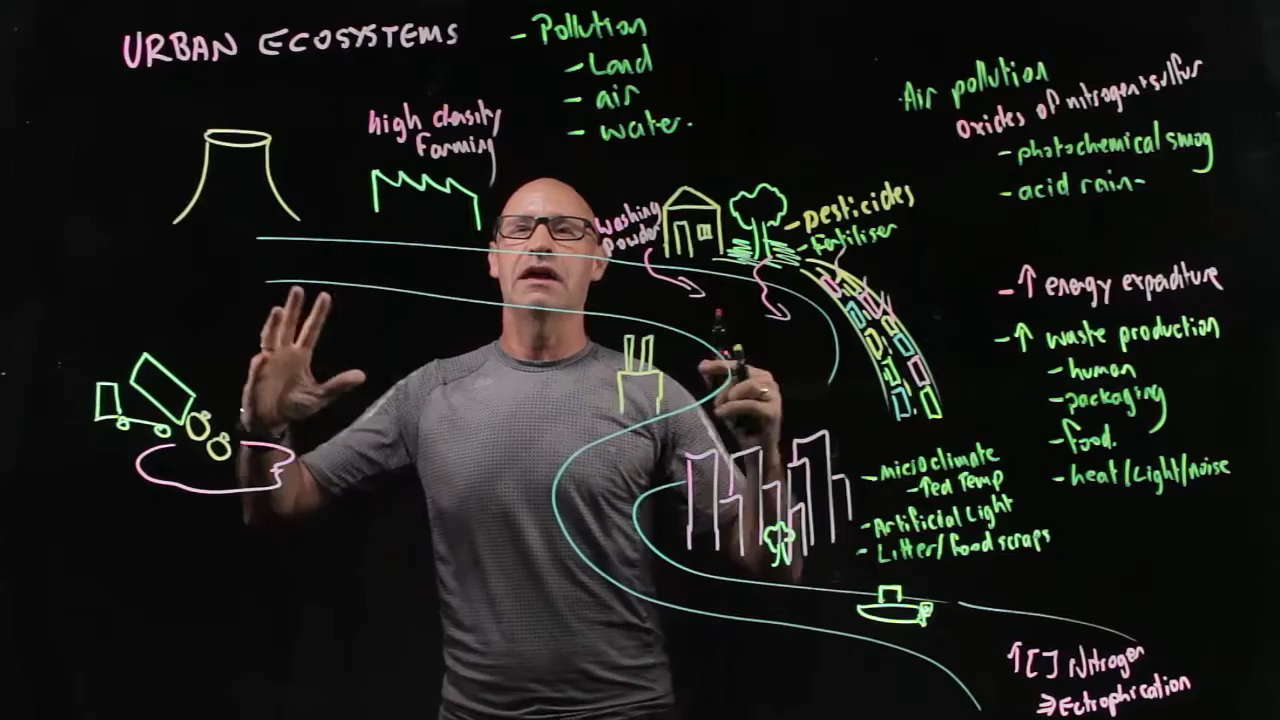 URBAN ECOSYSTEMS
- Pollution
- Land
- air
- water.
high density
Farming
Air pollution
Oxides of nitrogen + sulfur
- photochemical smog
- acid rain-
washing
powder
- pesticides
- Fertiliser
- ↑ energy expenditure
- ↑ waste production
- human
- packaging
- food.
- heat/Light/noise
- microclimate
- ↑ed Temp
- Artificial Light
- Litter/food scraps
↑[ ] Nitrogen
⇒ Ectrophication